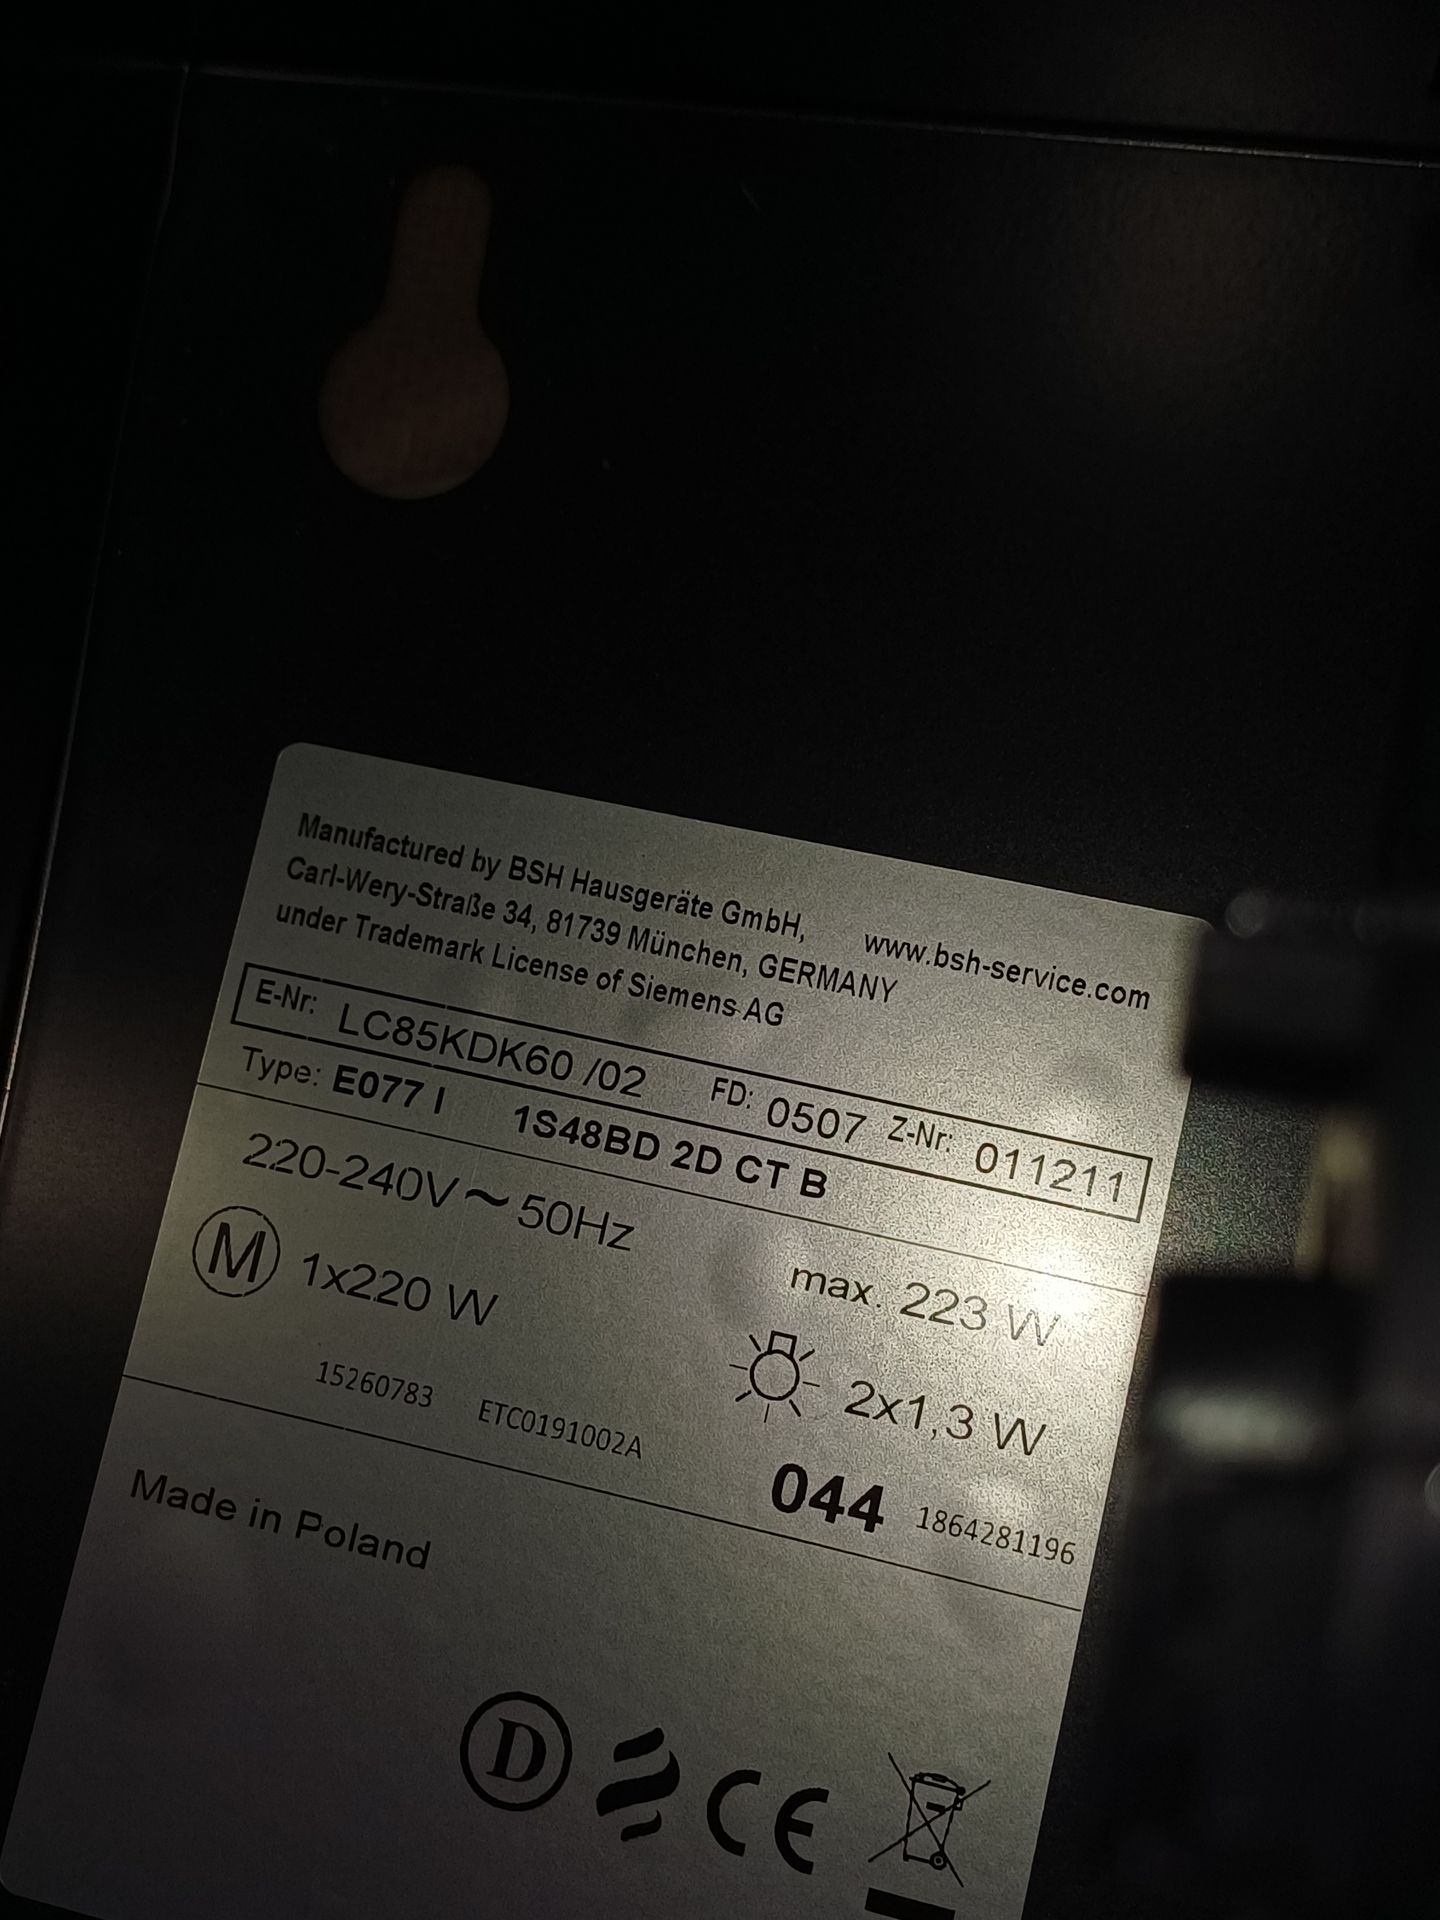 Manufactured by BSH Hausgeräte GmbH, www.bsh-service.com
Carl-Wery-Straße 34, 81739 München, GERMANY
under Trademark License of Siemens AG
E-Nr: LC85KDK60 /02 FD: 0507 Z-Nr: 011211
Type: E077 I 1S48BD 2D CT B
220-240V ~ 50Hz max. 223 W
M 1x220 W 2x1,3 W
15260783 ETC0191002A 044 1864281196
Made in Poland
D CE